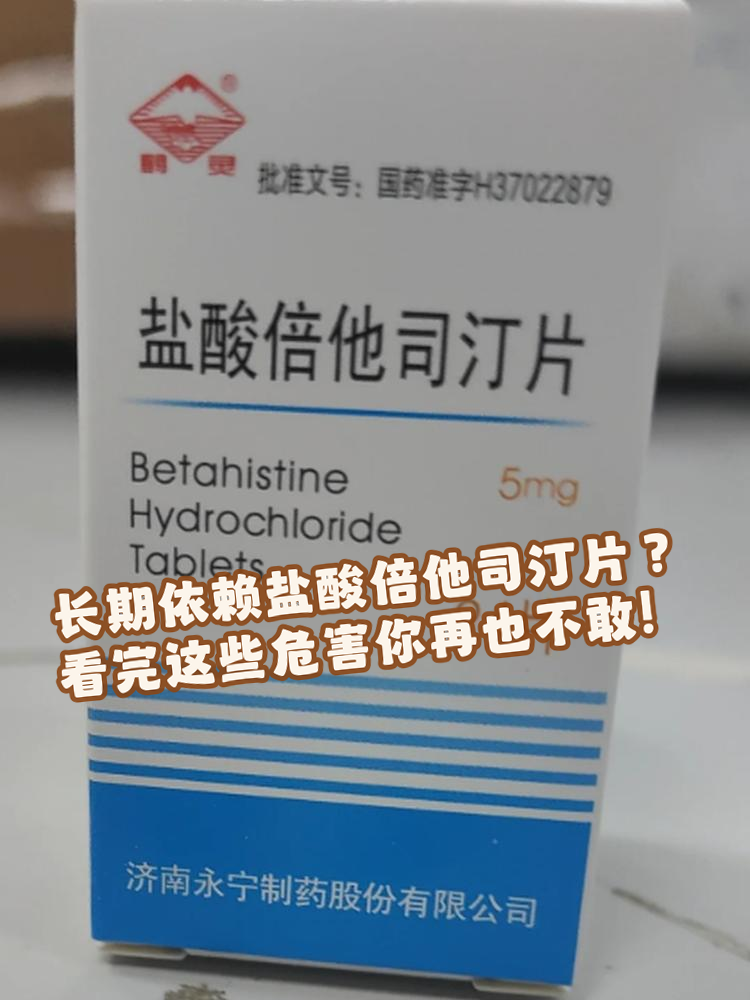 鹊灵
批准文号：国药准字H37022879
盐酸倍他司汀片
Betahistine
5mg
Hydrochloride
Tablets
长期依赖盐酸倍他司汀片？
看完这些危害你再也不敢！
济南永宁制药股份有限公司